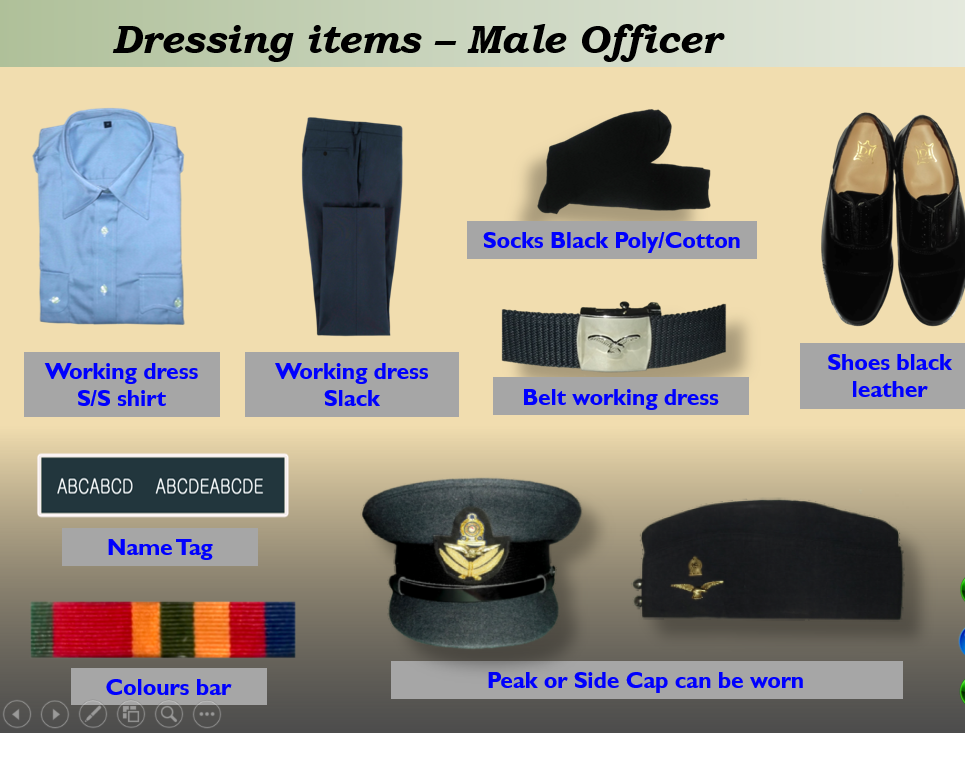 Dressing items – Male Officer
Socks Black Poly/Cotton
Working dress
S/S shirt
Working dress
Slack
Belt working dress
Shoes black
leather
ABCABCD ABCDEABCDE
Name Tag
Colours bar
Peak or Side Cap can be worn